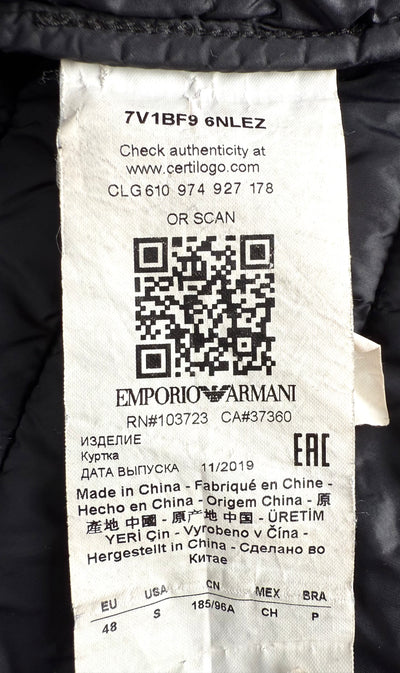 7V1BF9 6NLEZ
Check authenticity at
www.certilogo.com
CLG 610 974 927 178
OR SCAN
EMPORIO ARMANI
RN#103723 CA#37360
ИЗДЕЛИЕ
Куртка
ДАТА ВЫПУСКА 11/2019
EAC
Made in China - Fabriqué en Chine -
Hecho en China - Origem China - 原
產地 中國 - 原产地 中国 - ÜRETİM
YERİ Çin - Vyrobeno v Čína -
Hergestellt in China - Сделано во
Китае
EU USA CN MEX BRA
48 S 185/96A CH P